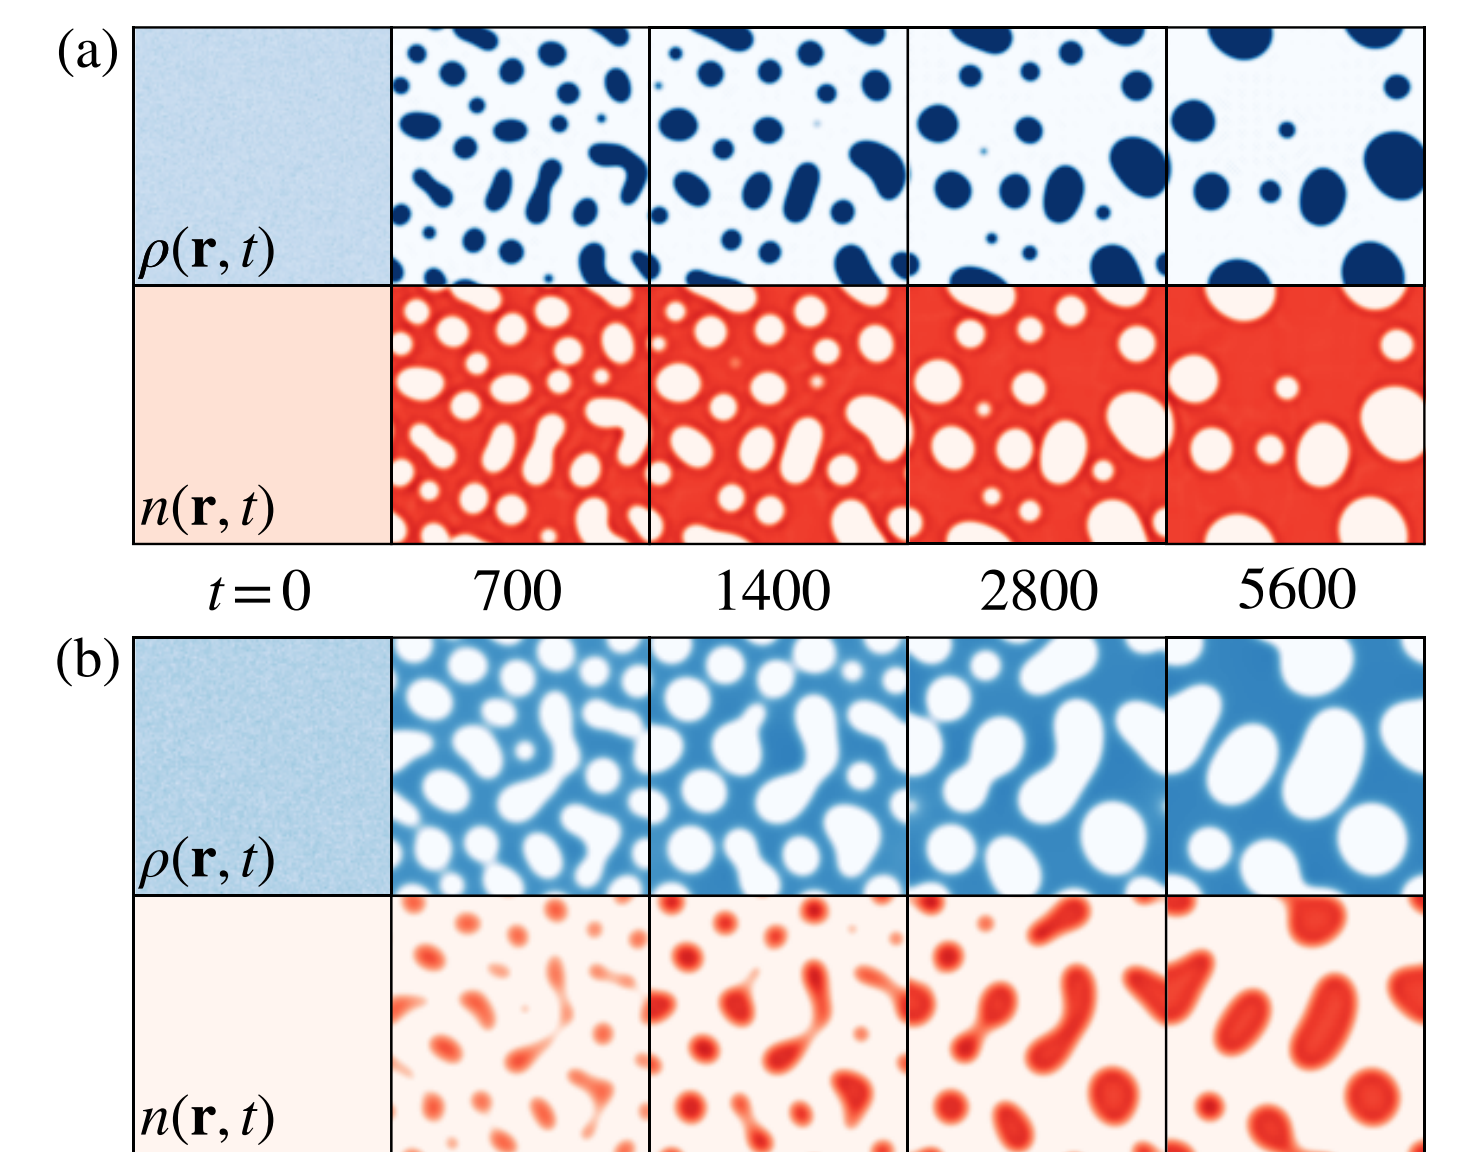 (a)
ρ(r, t)
n(r, t)
t = 0 700 1400 2800 5600
(b)
ρ(r, t)
n(r, t)